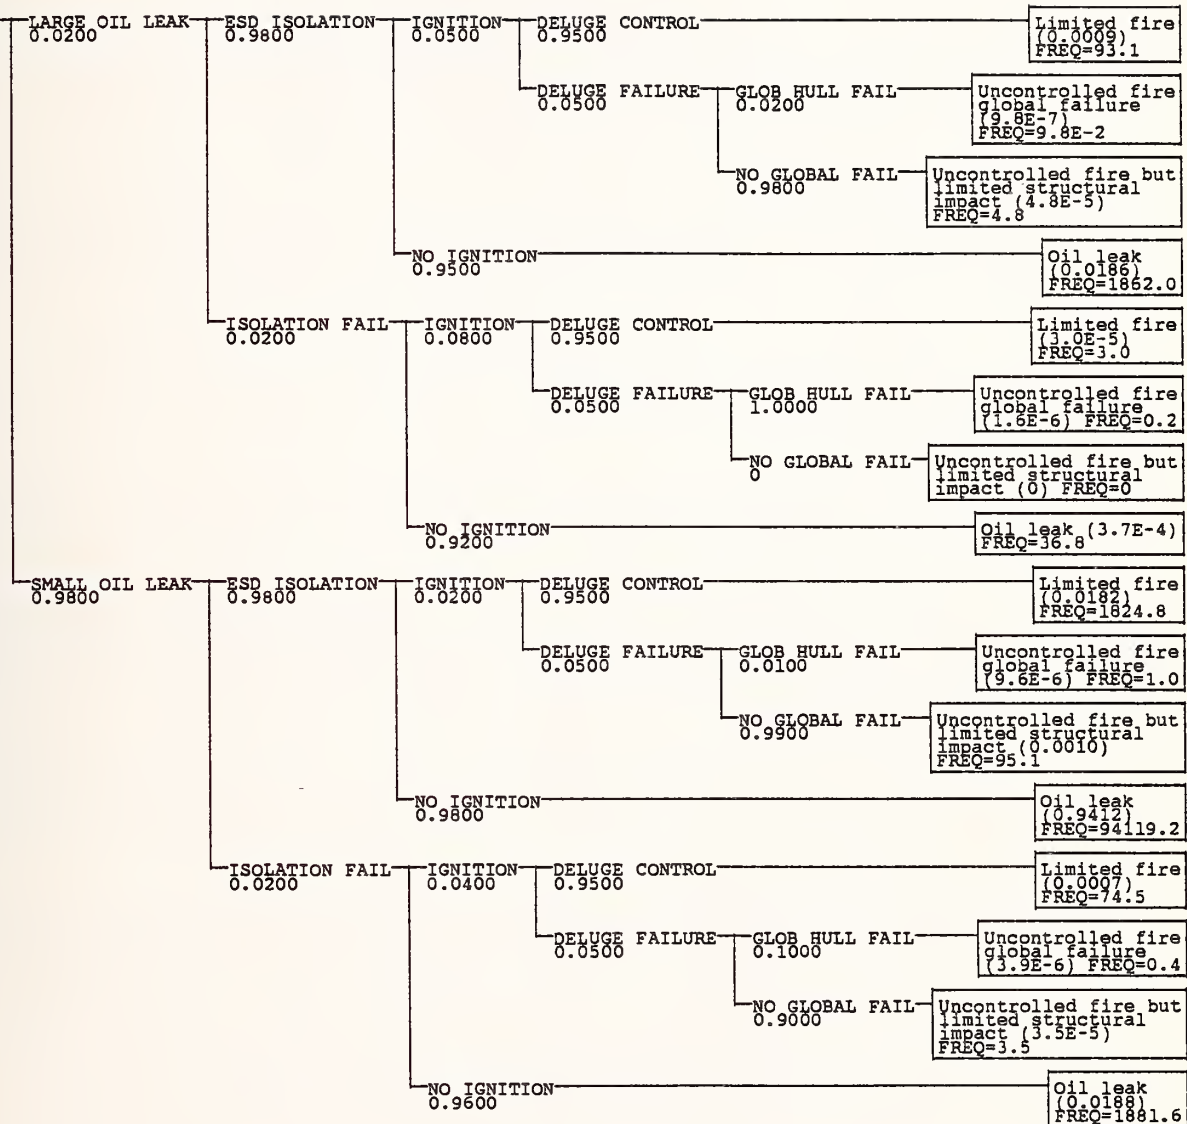 LARGE OIL LEAK ESD ISOLATION IGNITION DELUGE CONTROL Limited fire
0.0200 0.9800 0.0500 0.9500 (0.0009)
FREQ=93.1
DELUGE FAILURE GLOB HULL FAIL Uncontrolled fire
0.0500 0.0200 global failure
(9.8E-7)
FREQ=9.8E-2
NO GLOBAL FAIL Uncontrolled fire but
0.9800 limited structural
impact (4.8E-5)
FREQ=4.8
NO IGNITION Oil leak
0.9500 (0.0186)
FREQ=1862.0
ISOLATION FAIL IGNITION DELUGE CONTROL Limited fire
0.0200 0.0800 0.9500 (3.0E-5)
FREQ=3.0
DELUGE FAILURE GLOB HULL FAIL Uncontrolled fire
0.0500 1.0000 global failure
(1.6E-6) FREQ=0.2
NO GLOBAL FAIL Uncontrolled fire but
0 limited structural
impact (0) FREQ=0
NO IGNITION Oil leak (3.7E-4)
0.9200 FREQ=36.8
SMALL OIL LEAK ESD ISOLATION IGNITION DELUGE CONTROL Limited fire
0.9800 0.9800 0.0200 0.9500 (0.0182)
FREQ=1824.8
DELUGE FAILURE GLOB HULL FAIL Uncontrolled fire
0.0500 0.0100 global failure
(9.6E-6) FREQ=1.0
NO GLOBAL FAIL Uncontrolled fire but
0.9900 limited structural
impact (0.0010)
FREQ=95.1
NO IGNITION Oil leak
0.9800 (0.9412)
FREQ=94119.2
ISOLATION FAIL IGNITION DELUGE CONTROL Limited fire
0.0200 0.0400 0.9500 (0.0007)
FREQ=74.5
DELUGE FAILURE GLOB HULL FAIL Uncontrolled fire
0.0500 0.1000 global failure
(3.9E-6) FREQ=0.4
NO GLOBAL FAIL Uncontrolled fire but
0.9000 limited structural
impact (3.5E-5)
FREQ=3.5
NO IGNITION Oil leak
0.9600 (0.0188)
FREQ=1881.6